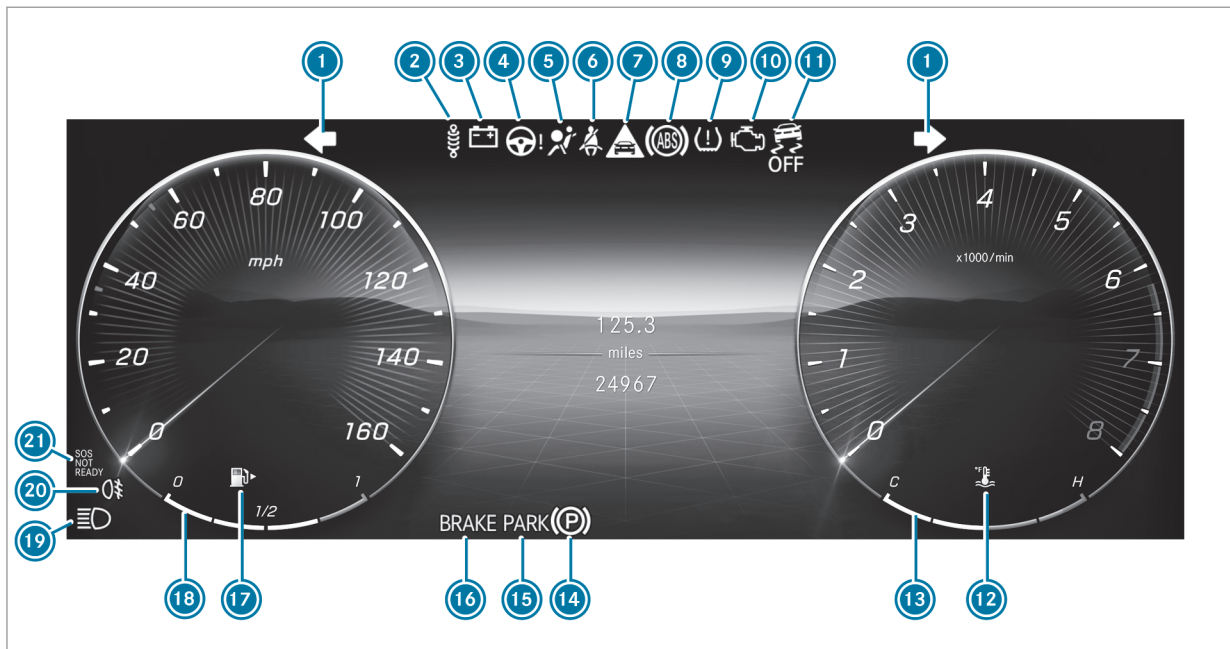 1 2 3 4 5 6 7 8 9 10 11 1
ABS
OFF
0 20 40 60 80 100 120 140 160
mph
125.3
miles
24967
0 1 2 3 4 5 6 7 8
x1000/min
21
SOS
NOT
READY
20
19
0 1/2 1
C H
°F
BRAKE PARK (P)
18 17 16 15 14 13 12